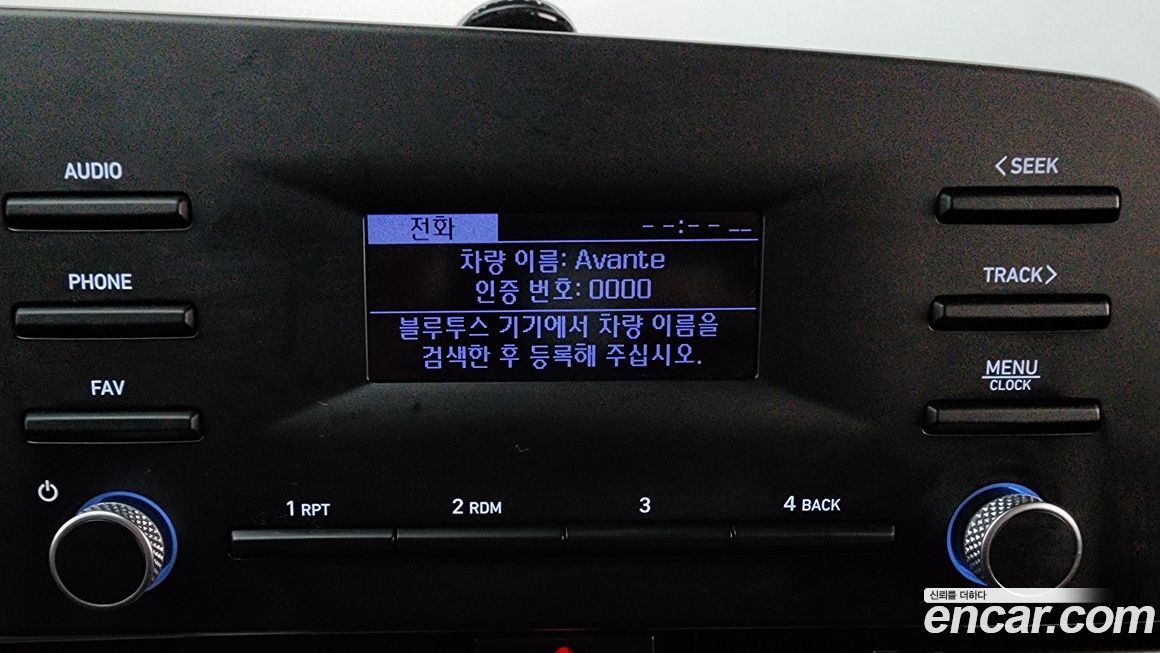 AUDIO
<SEEK
전화
--:-- __
차량 이름: Avante
인증 번호: 0000
PHONE
TRACK>
블루투스 기기에서 차량 이름을
검색한 후 등록해 주십시오.
FAV
MENU
CLOCK
1 RPT
2 RDM
3
4 BACK
신뢰를 더하다
encar.com